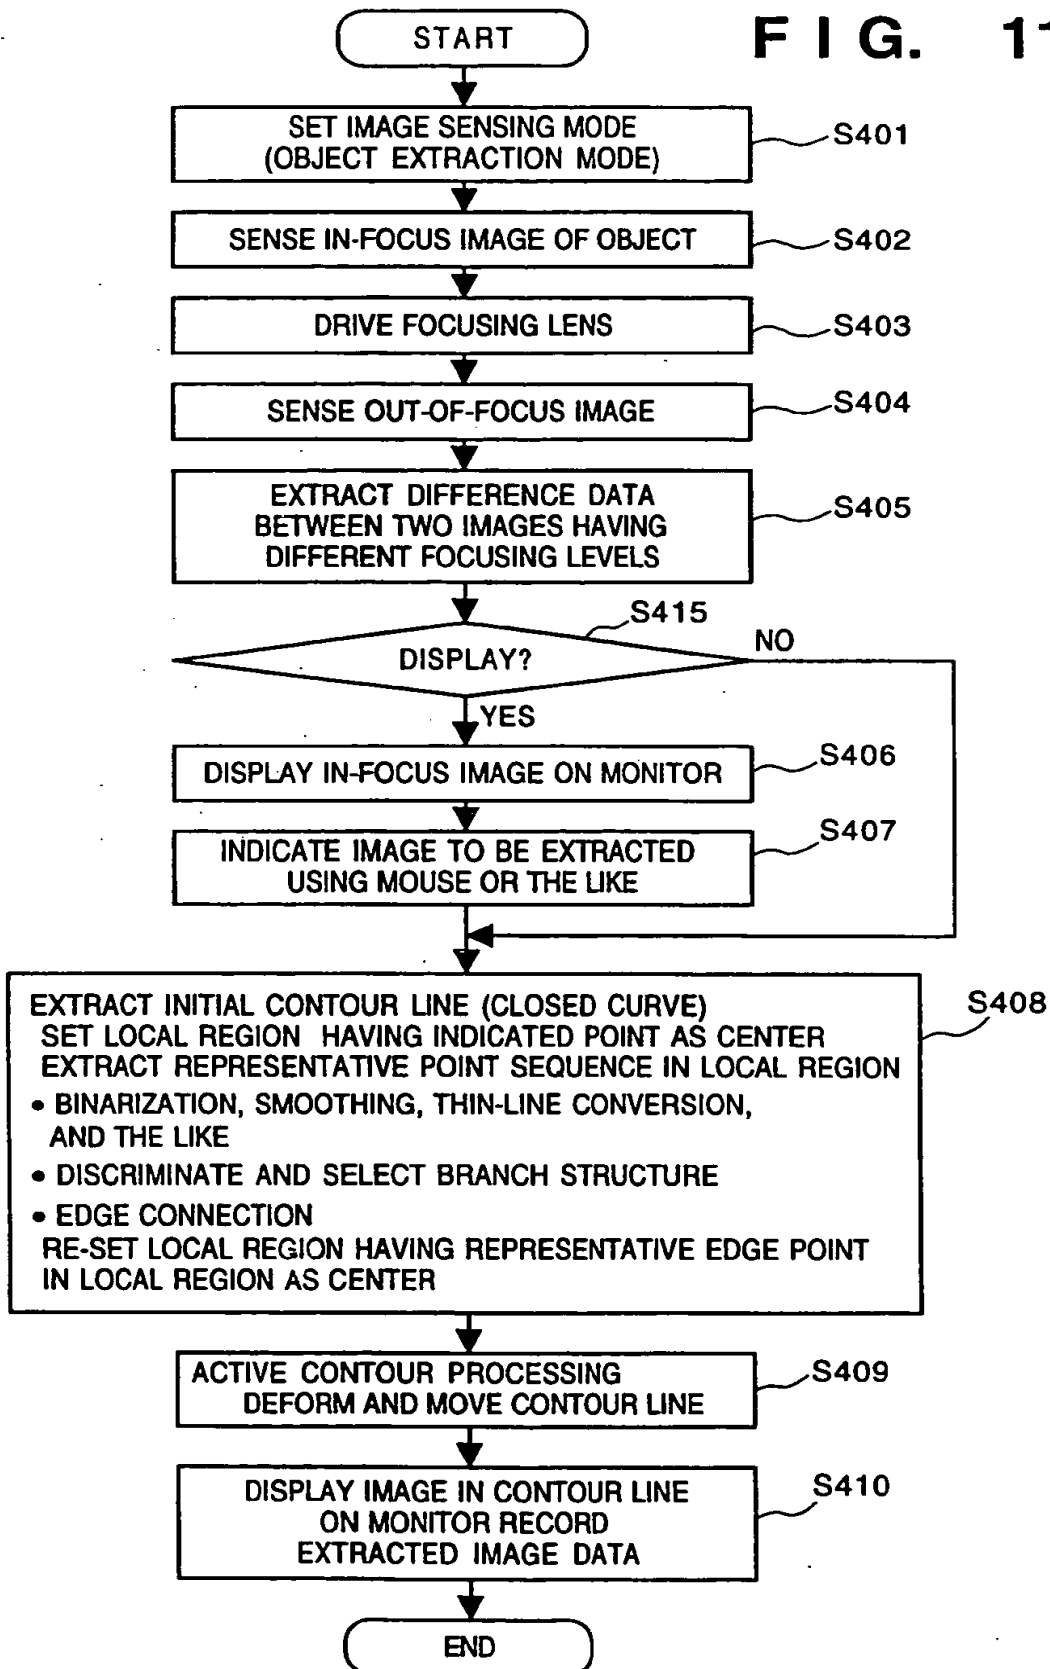 START
FIG. 11
SET IMAGE SENSING MODE
(OBJECT EXTRACTION MODE)
S401
SENSE IN-FOCUS IMAGE OF OBJECT
S402
DRIVE FOCUSING LENS
S403
SENSE OUT-OF-FOCUS IMAGE
S404
EXTRACT DIFFERENCE DATA
BETWEEN TWO IMAGES HAVING
DIFFERENT FOCUSING LEVELS
S405
S415
DISPLAY?
NO
YES
DISPLAY IN-FOCUS IMAGE ON MONITOR
S406
INDICATE IMAGE TO BE EXTRACTED
USING MOUSE OR THE LIKE
S407
EXTRACT INITIAL CONTOUR LINE (CLOSED CURVE)
SET LOCAL REGION HAVING INDICATED POINT AS CENTER
EXTRACT REPRESENTATIVE POINT SEQUENCE IN LOCAL REGION
• BINARIZATION, SMOOTHING, THIN-LINE CONVERSION,
AND THE LIKE
• DISCRIMINATE AND SELECT BRANCH STRUCTURE
• EDGE CONNECTION
RE-SET LOCAL REGION HAVING REPRESENTATIVE EDGE POINT
IN LOCAL REGION AS CENTER
S408
ACTIVE CONTOUR PROCESSING
DEFORM AND MOVE CONTOUR LINE
S409
DISPLAY IMAGE IN CONTOUR LINE
ON MONITOR RECORD
EXTRACTED IMAGE DATA
S410
END